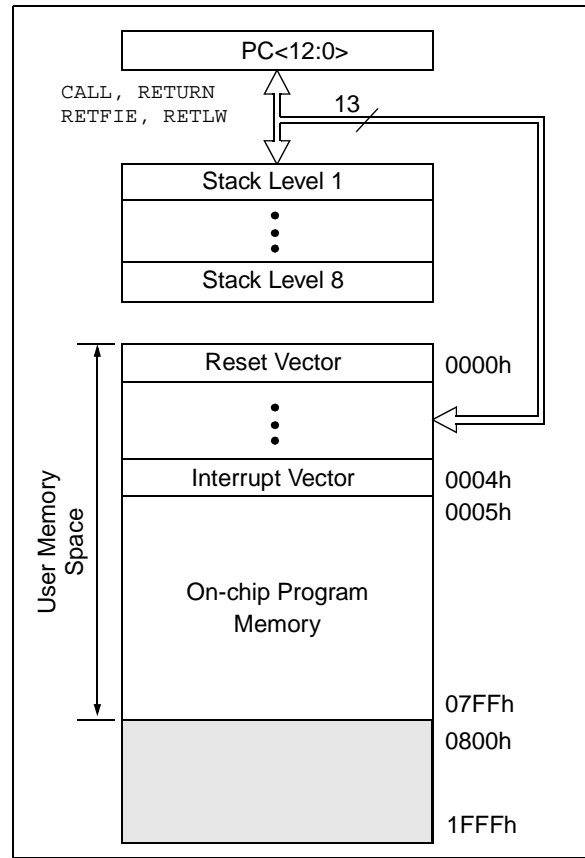 PC<12:0>
CALL, RETURN
RETFIE, RETLW
13
Stack Level 1
Stack Level 8
Reset Vector
0000h
Interrupt Vector
0004h
0005h
User Memory
Space
On-chip Program
Memory
07FFh
0800h
1FFFh